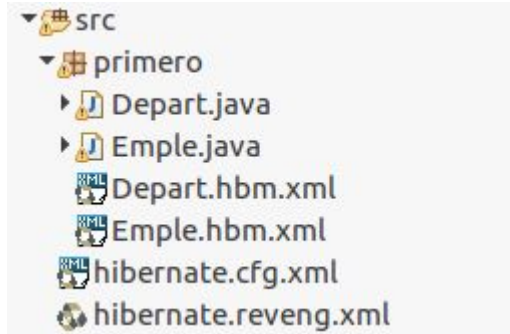 src
primero
Depart.java
Emple.java
Depart.hbm.xml
Emple.hbm.xml
hibernate.cfg.xml
hibernate.reveng.xml